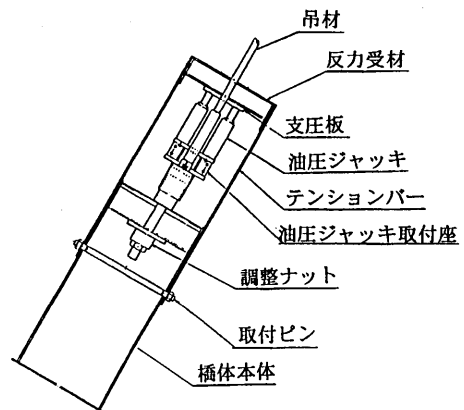 吊材
反力受材
支圧板
油圧ジャッキ
テンションバー
油圧ジャッキ取付座
調整ナット
取付ピン
橋体本体